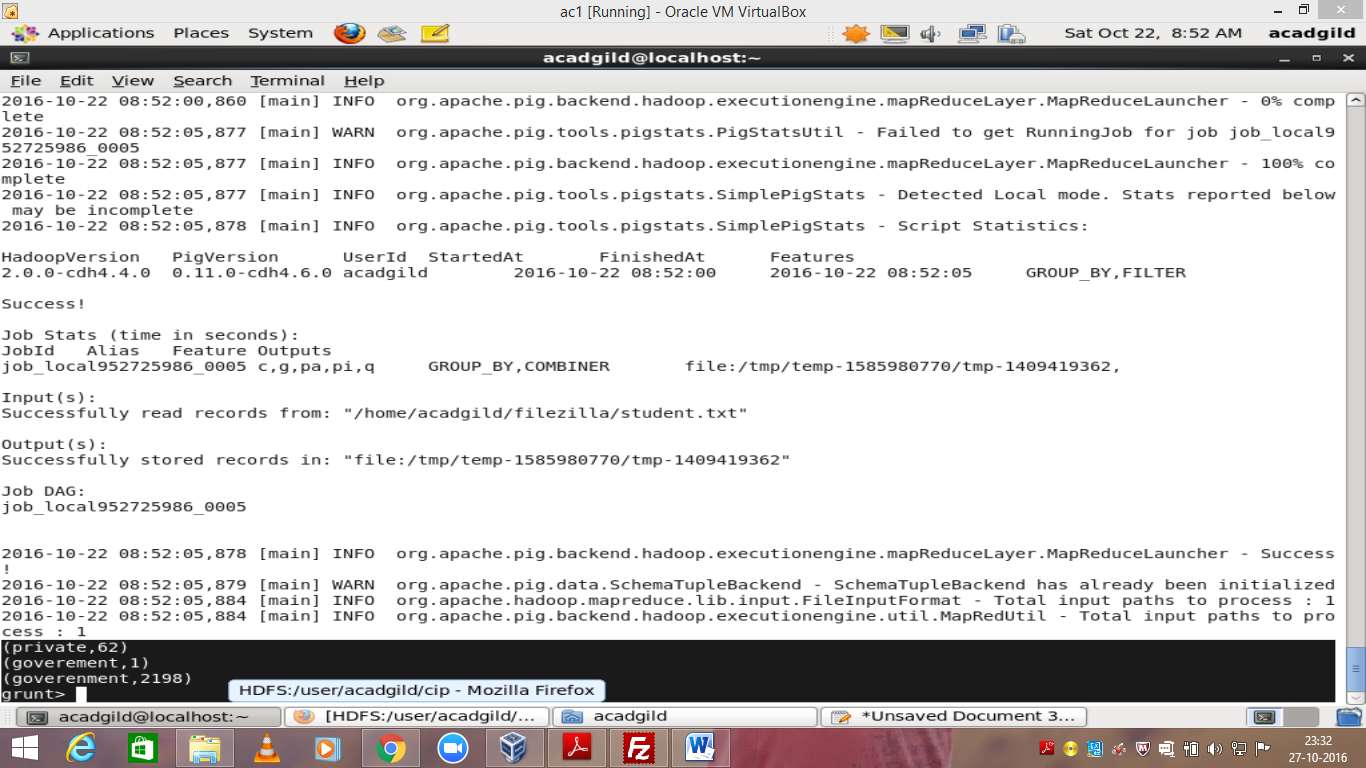 ac1 [Running] - Oracle VM VirtualBox
Applications Places System Sat Oct 22, 8:52 AM acadgild
acadgild@localhost:~
File Edit View Search Terminal Help
2016-10-22 08:52:00,860 [main] INFO  org.apache.pig.backend.hadoop.executionengine.mapReduceLayer.MapReduceLauncher - 0% comp
lete
2016-10-22 08:52:05,877 [main] WARN  org.apache.pig.tools.pigstats.PigStatsUtil - Failed to get RunningJob for job job_local9
52725986_0005
2016-10-22 08:52:05,877 [main] INFO  org.apache.pig.backend.hadoop.executionengine.mapReduceLayer.MapReduceLauncher - 100% co
mplete
2016-10-22 08:52:05,877 [main] INFO  org.apache.pig.tools.pigstats.SimplePigStats - Detected Local mode. Stats reported below
 may be incomplete
2016-10-22 08:52:05,878 [main] INFO  org.apache.pig.tools.pigstats.SimplePigStats - Script Statistics:
HadoopVersion PigVersion UserId StartedAt FinishedAt Features
2.0.0-cdh4.4.0 0.11.0-cdh4.6.0 acadgild 2016-10-22 08:52:00 2016-10-22 08:52:05 GROUP_BY,FILTER
Success!
Job Stats (time in seconds):
JobId Alias Feature Outputs
job_local952725986_0005 c,g,pa,pi,q GROUP_BY,COMBINER file:/tmp/temp-1585980770/tmp-1409419362,
Input(s):
Successfully read records from: "/home/acadgild/filezilla/student.txt"
Output(s):
Successfully stored records in: "file:/tmp/temp-1585980770/tmp-1409419362"
Job DAG:
job_local952725986_0005
2016-10-22 08:52:05,878 [main] INFO  org.apache.pig.backend.hadoop.executionengine.mapReduceLayer.MapReduceLauncher - Success
!
2016-10-22 08:52:05,879 [main] WARN  org.apache.pig.data.SchemaTupleBackend - SchemaTupleBackend has already been initialized
2016-10-22 08:52:05,884 [main] INFO  org.apache.hadoop.mapreduce.lib.input.FileInputFormat - Total input paths to process : 1
2016-10-22 08:52:05,884 [main] INFO  org.apache.pig.backend.hadoop.executionengine.util.MapRedUtil - Total input paths to pro
cess : 1
(private,62)
(goverement,1)
(goverenment,2198)
grunt>
HDFS:/user/acadgild/cip - Mozilla Firefox
acadgild@localhost:~ [HDFS:/user/acadgild/... acadgild *Unsaved Document 3...
23:32
27-10-2016